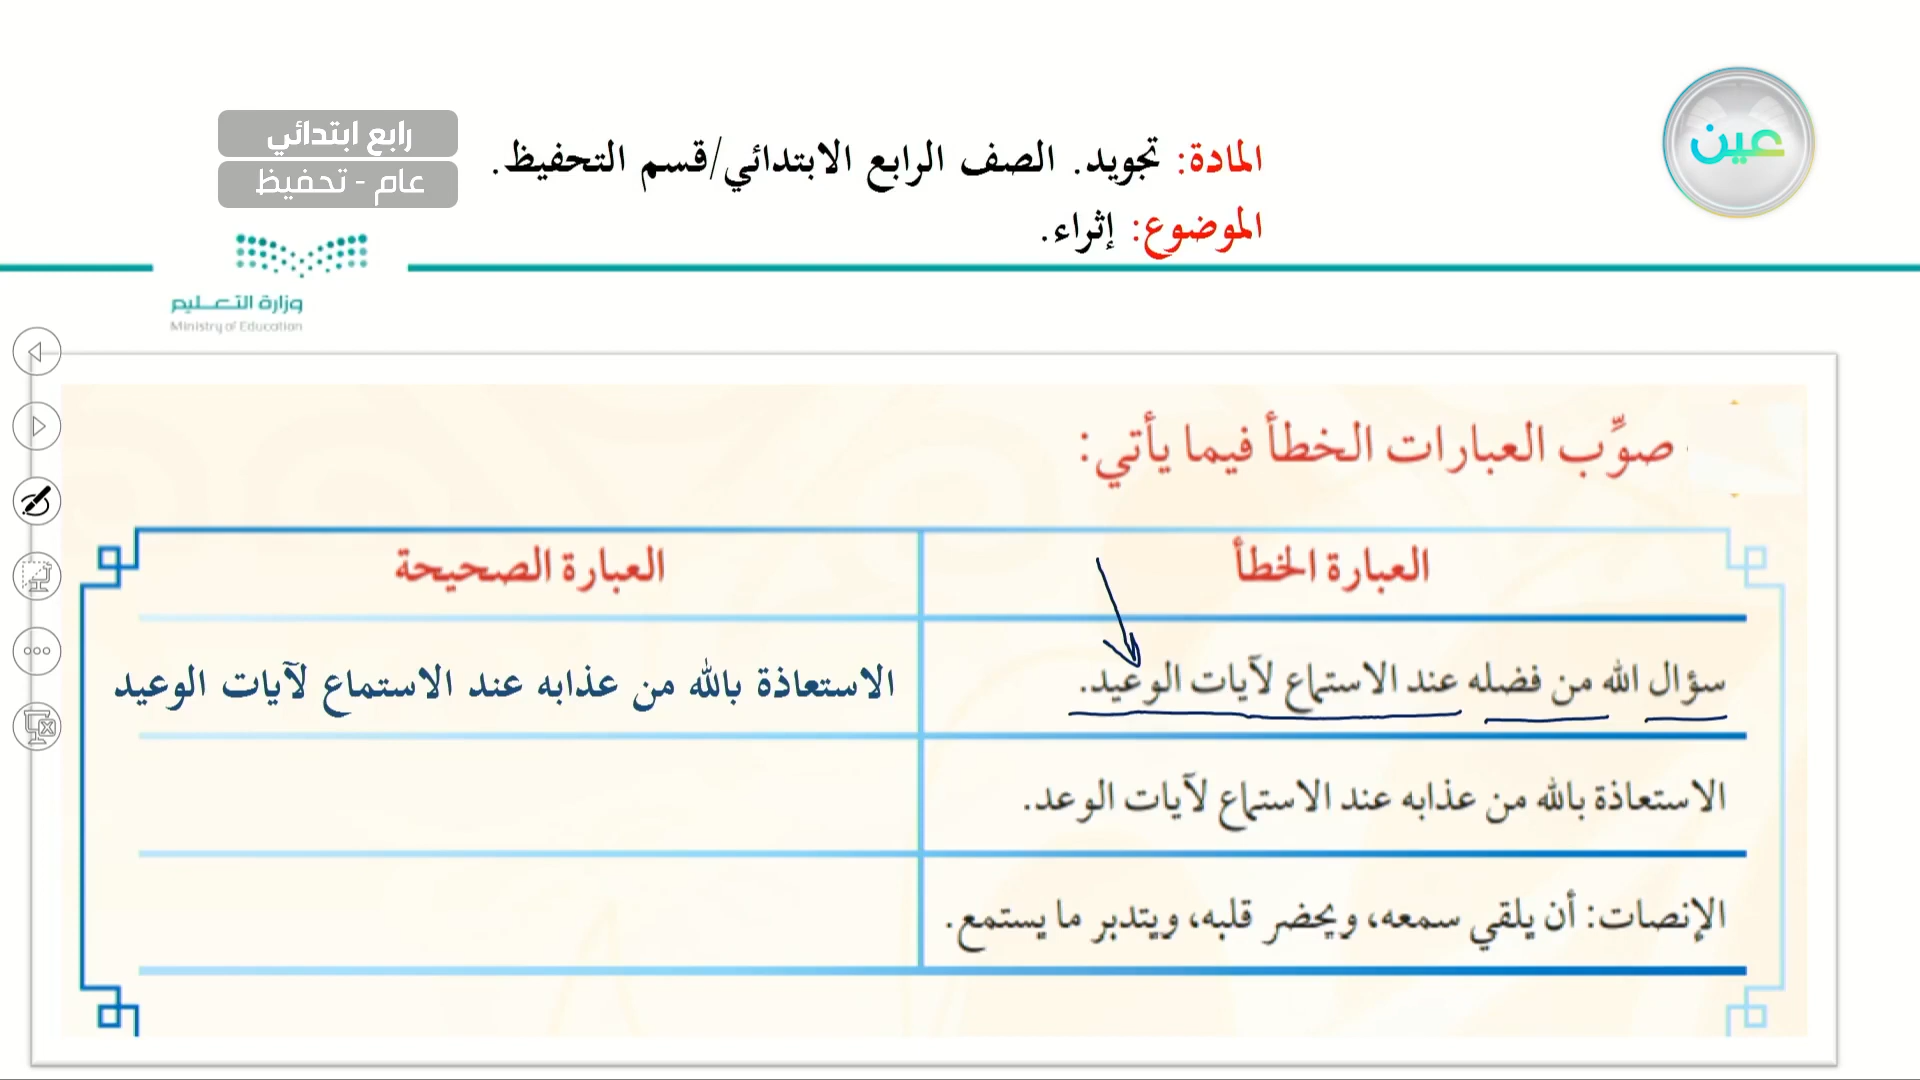 عين
رابع ابتدائي
عام - تحفيظ
المادة: تجويد. الصف الرابع الابتدائي/قسم التحفيظ.
الموضوع: إثراء.
وزارة التعليم
Ministry of Education
صوِّب العبارات الخطأ فيما يأتي:
العبارة الخطأ
العبارة الصحيحة
سؤال الله من فضله عند الاستماع لآيات الوعيد.
الاستعاذة بالله من عذابه عند الاستماع لآيات الوعيد
الاستعاذة بالله من عذابه عند الاستماع لآيات الوعد.
الإنصات: أن يلقي سمعه، ويحضر قلبه، ويتدبر ما يستمع.